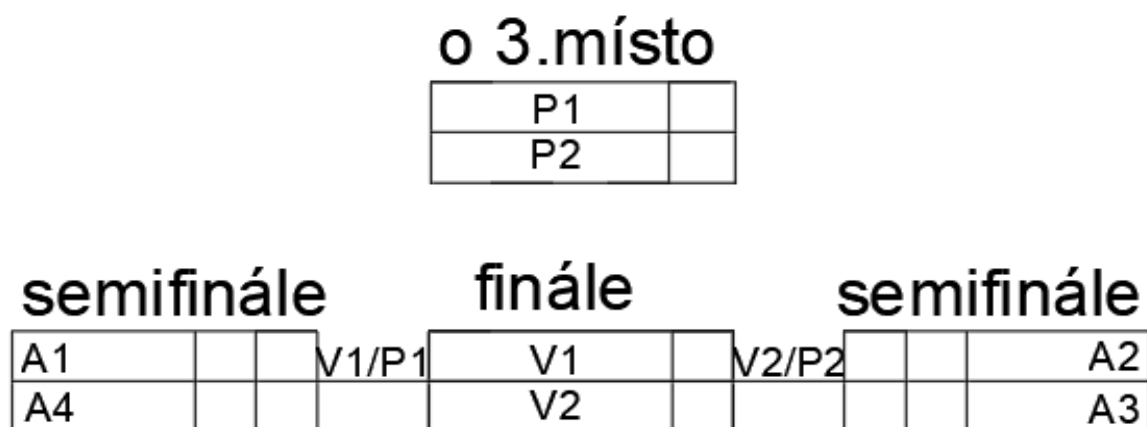 o 3.místo
P1
P2
semifinále finále semifinále
A1 V1/P1 V1 V2/P2 A2
A4 V2 A3